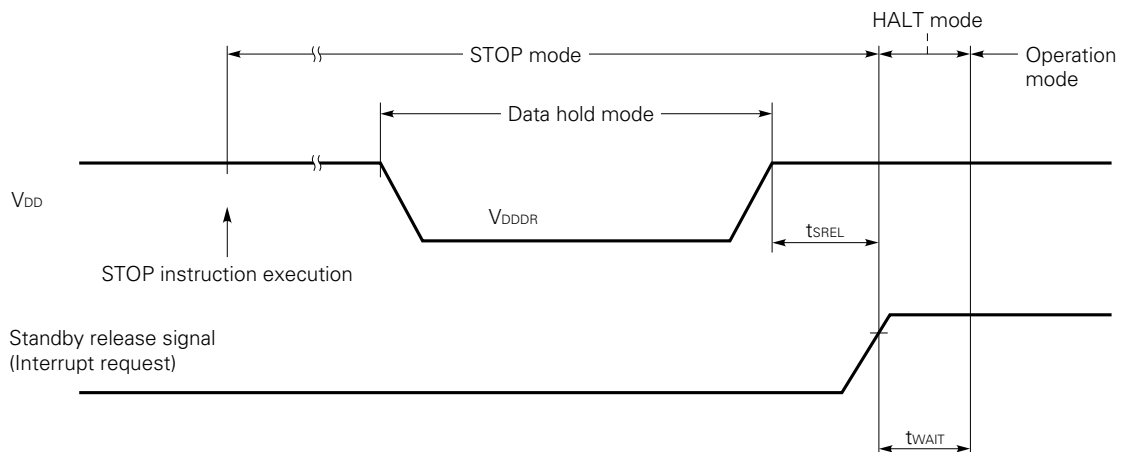 HALT mode
STOP mode
Operation
mode
Data hold mode
VDD
VDDDR
tSREL
STOP instruction execution
Standby release signal
(Interrupt request)
tWAIT